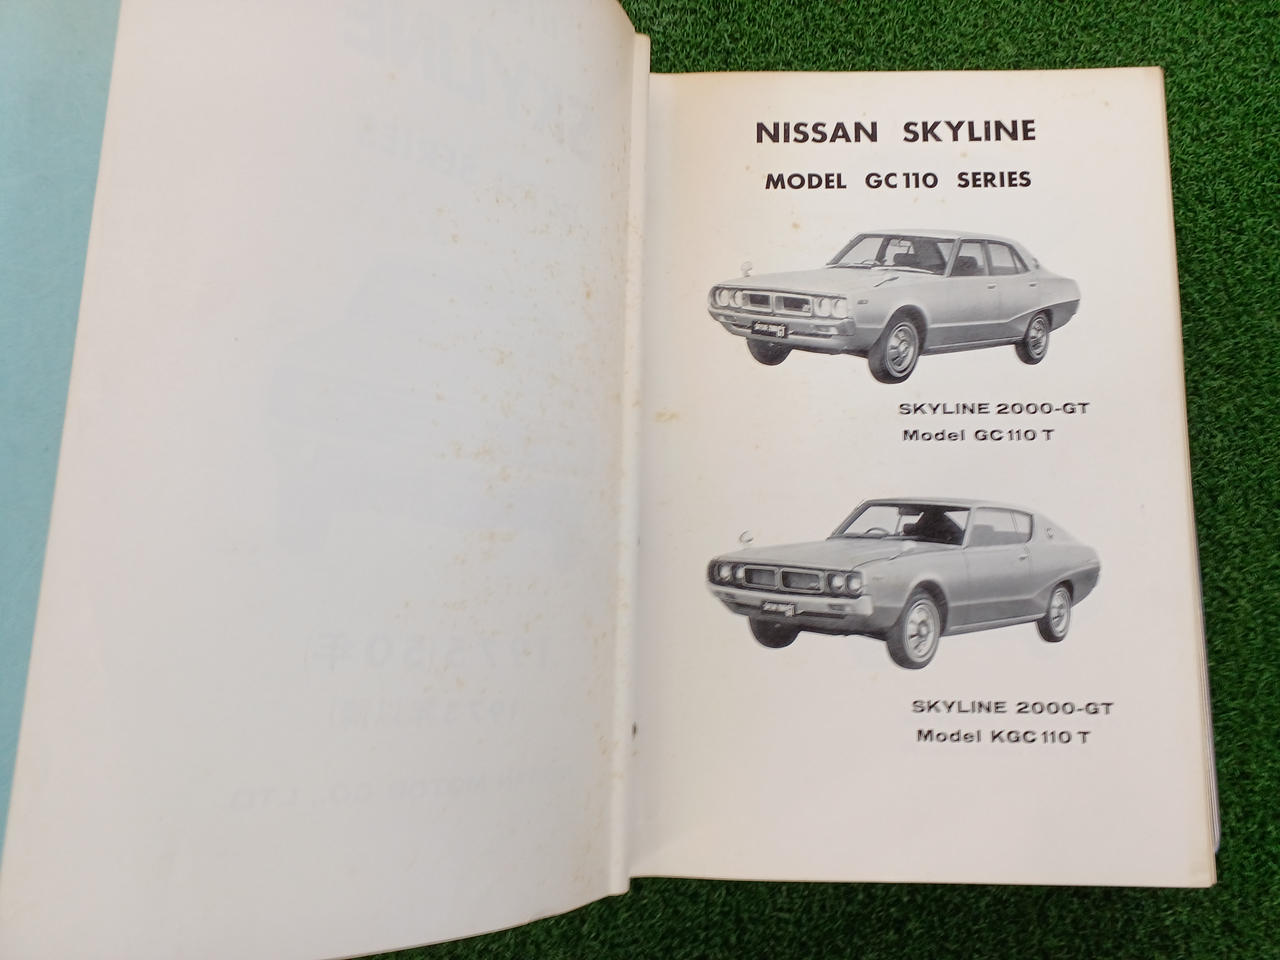 NISSAN SKYLINE
MODEL GC110 SERIES
SKYLINE 2000-GT
Model GC110 T
SKYLINE 2000-GT
Model KGC110 T